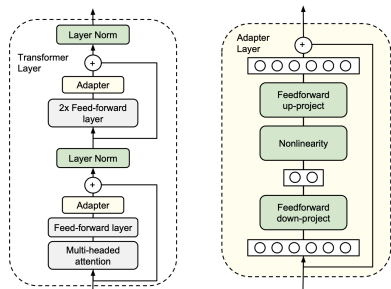 Layer Norm
Transformer
Layer
+
Adapter
2x Feed-forward
layer
Layer Norm
+
Adapter
Feed-forward layer
Multi-headed
attention
Adapter
Layer
+
Feedforward
up-project
Nonlinearity
Feedforward
down-project